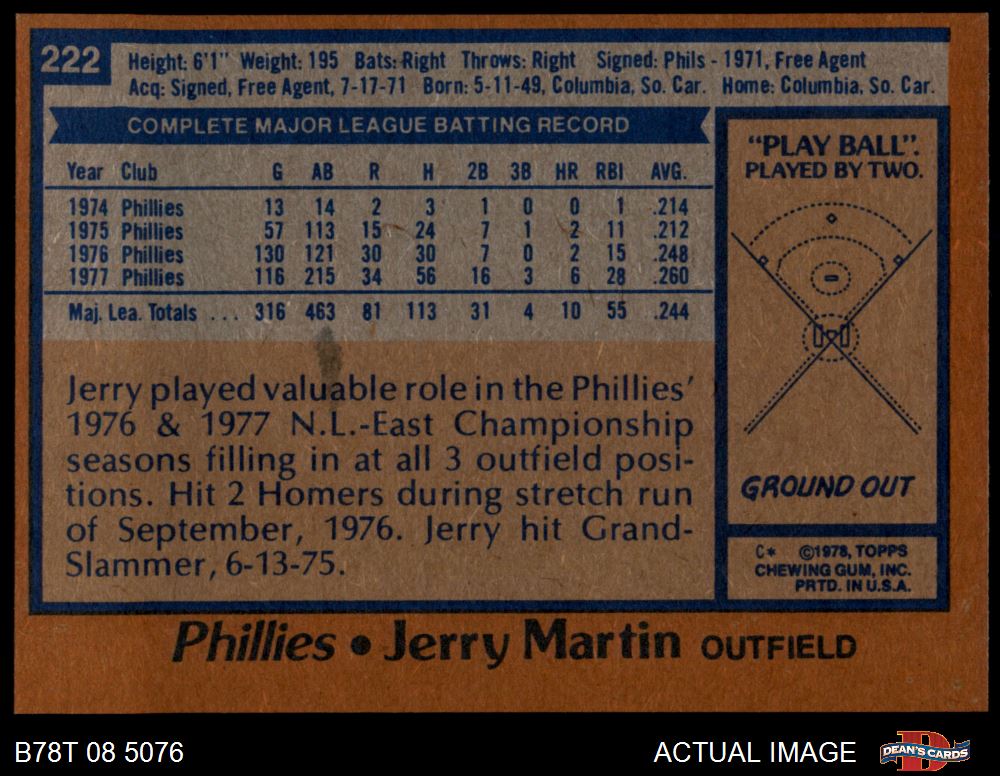 222
Height: 6'1" Weight: 195 Bats: Right Throws: Right Signed: Phils - 1971, Free Agent
Acq: Signed, Free Agent, 7-17-71 Born: 5-11-49, Columbia, So. Car. Home: Columbia, So. Car.
COMPLETE MAJOR LEAGUE BATTING RECORD
Year Club G AB R H 2B 3B HR RBI AVG.
1974 Phillies 13 14 2 3 1 0 0 1 .214
1975 Phillies 57 113 15 24 7 1 2 11 .212
1976 Phillies 130 121 30 30 7 0 2 15 .248
1977 Phillies 116 215 34 56 16 3 6 28 .260
Maj. Lea. Totals ... 316 463 81 113 31 4 10 55 .244
Jerry played valuable role in the Phillies'
1976 & 1977 N.L.-East Championship
seasons filling in at all 3 outfield posi-
tions. Hit 2 Homers during stretch run
of September, 1976. Jerry hit Grand-
Slammer, 6-13-75.
"PLAY BALL".
PLAYED BY TWO.
GROUND OUT
C* ©1978, TOPPS
CHEWING GUM, INC.
PRTD. IN U.S.A.
Phillies • Jerry Martin OUTFIELD
B78T 08 5076
ACTUAL IMAGE
D
DEAN'S CARDS